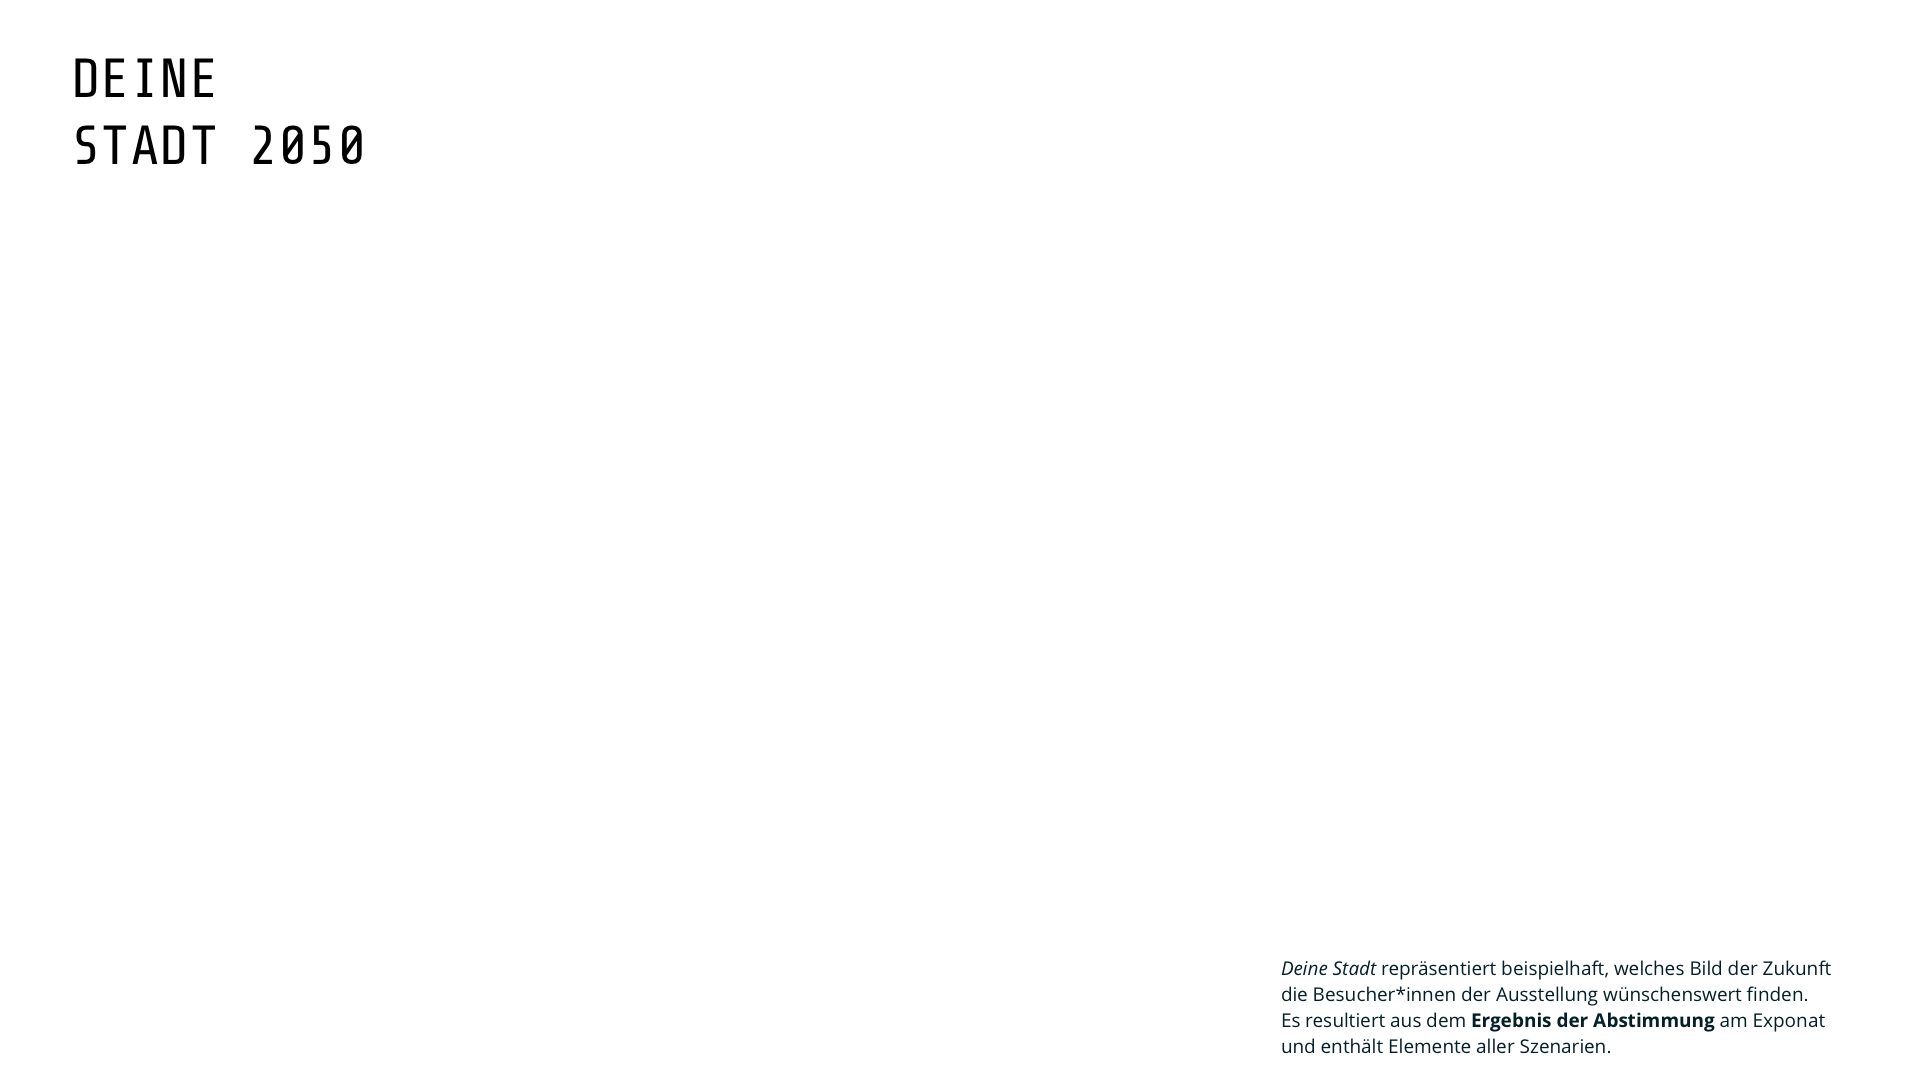 DEINE
STADT 2050
Deine Stadt repräsentiert beispielhaft, welches Bild der Zukunft
die Besucher*innen der Ausstellung wünschenswert finden.
Es resultiert aus dem Ergebnis der Abstimmung am Exponat
und enthält Elemente aller Szenarien.